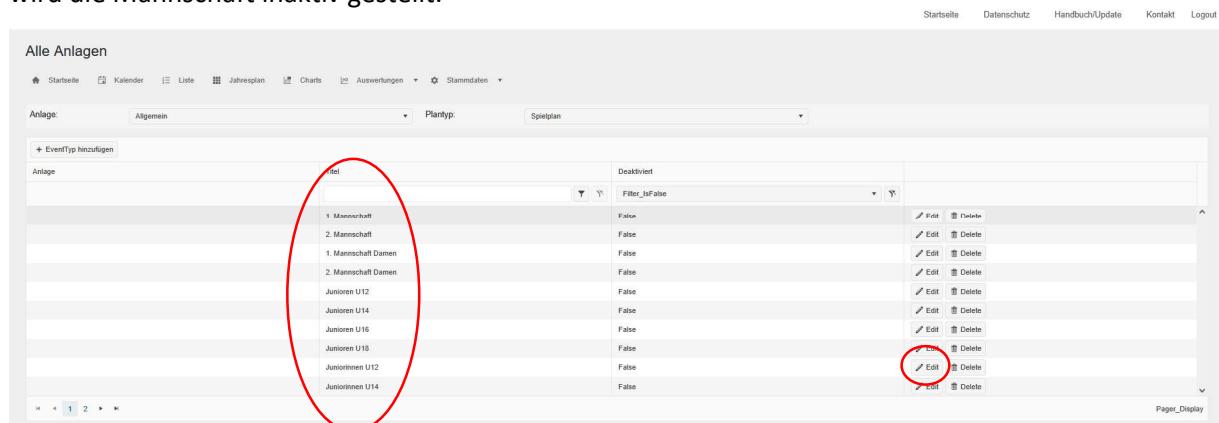 wird die Mannschaft inaktiv gestellt.
Startseite Datenschutz Handbuch/Update Kontakt Logout
Alle Anlagen
Startseite Kalender Liste Jahresplan Charts Auswertungen Stammdaten
Anlage: Allgemein Plantyp: Spielplan
+ EventTyp hinzufügen
Anlage Titel Deaktiviert
Filter_IsFalse
1. Mannschaft False Edit Delete
2. Mannschaft False Edit Delete
1. Mannschaft Damen False Edit Delete
2. Mannschaft Damen False Edit Delete
Junioren U12 False Edit Delete
Junioren U14 False Edit Delete
Junioren U16 False Edit Delete
Junioren U18 False Edit Delete
Juniorinnen U12 False Edit Delete
Juniorinnen U14 False Edit Delete
1 2 Pager_Display